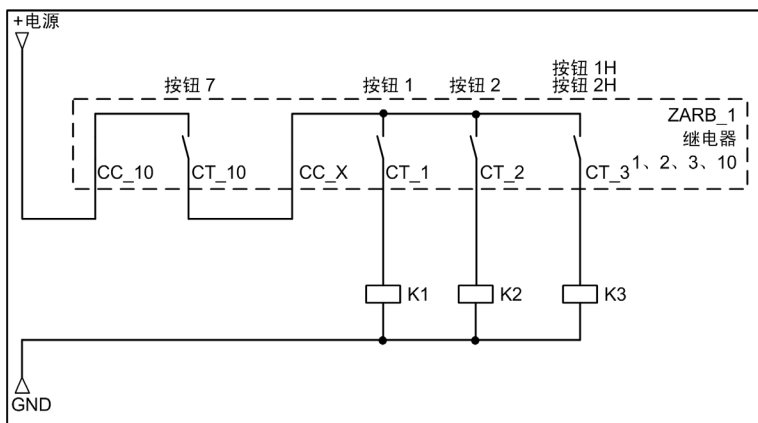 +电源
按钮 7
按钮 1
按钮 2
按钮 1H
按钮 2H
ZARB_1
继电器
1、2、3、10
CC_10
CT_10
CC_X
CT_1
CT_2
CT_3
K1
K2
K3
GND